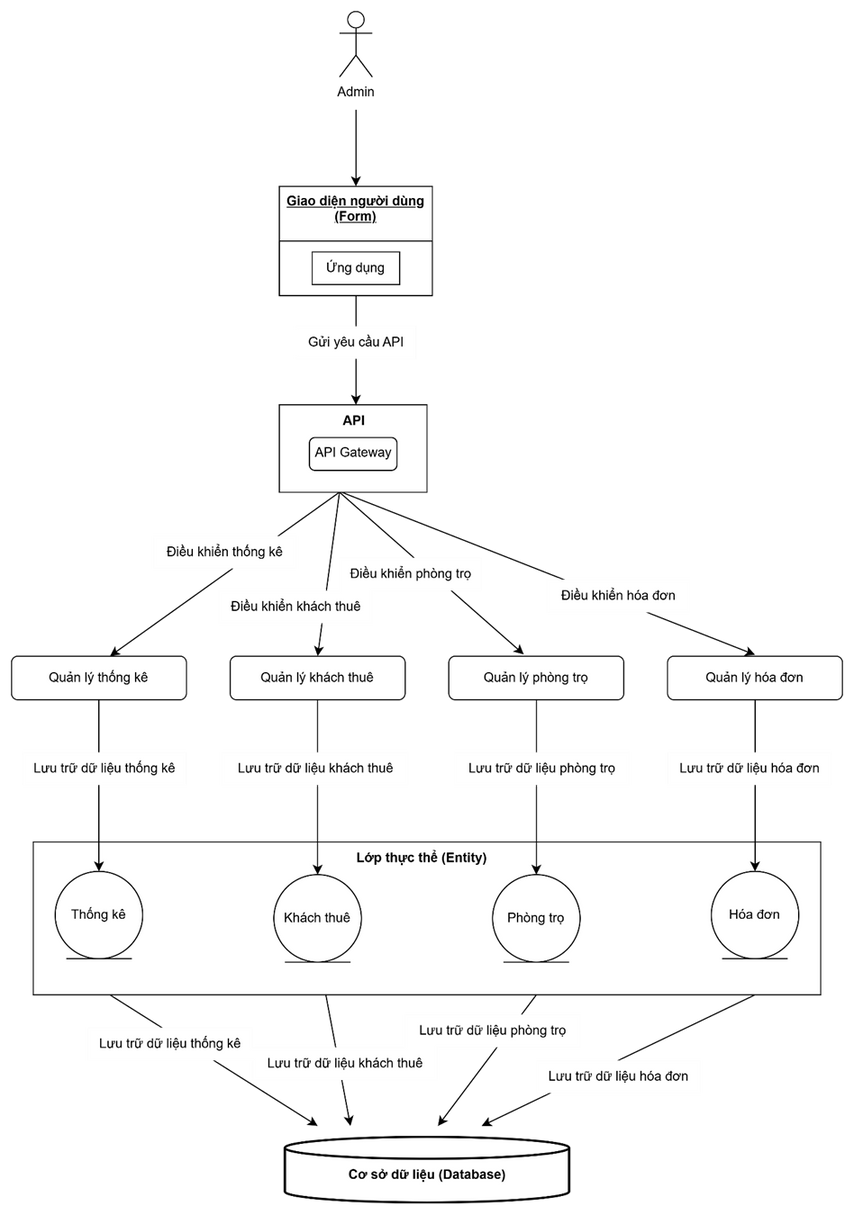 Admin
Giao diện người dùng
(Form)
Ứng dụng
Gửi yêu cầu API
API
API Gateway
Điều khiển thống kê
Điều khiển phòng trọ
Điều khiển hóa đơn
Điều khiển khách thuê
Quản lý thống kê
Quản lý khách thuê
Quản lý phòng trọ
Quản lý hóa đơn
Lưu trữ dữ liệu thống kê
Lưu trữ dữ liệu khách thuê
Lưu trữ dữ liệu phòng trọ
Lưu trữ dữ liệu hóa đơn
Lớp thực thể (Entity)
Thống kê
Khách thuê
Phòng trọ
Hóa đơn
Lưu trữ dữ liệu phòng trọ
Lưu trữ dữ liệu thống kê
Lưu trữ dữ liệu khách thuê
Lưu trữ dữ liệu hóa đơn
Cơ sở dữ liệu (Database)